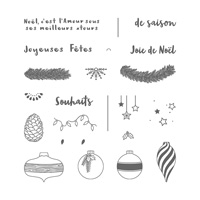 Noël, c'est l'Amour sous
ses meilleurs atours
de saison
Joyeuses Fêtes
Joie de Noël
Souhaits